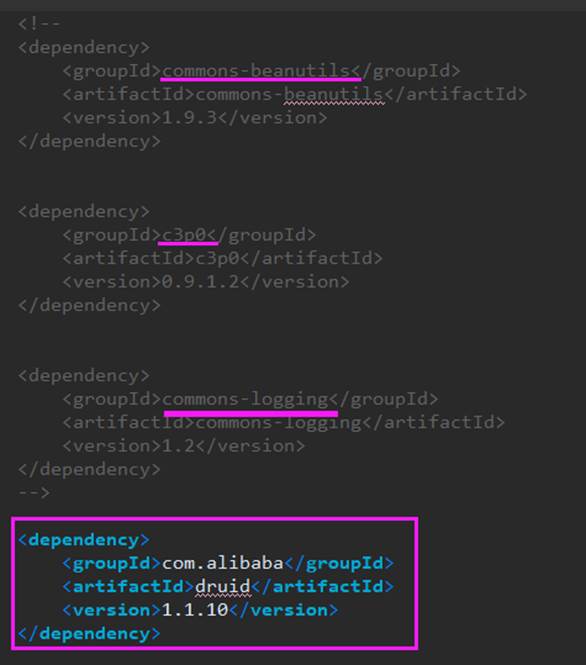 <!--
<dependency>
<groupId>commons-beanutils</groupId>
<artifactId>commons-beanutils</artifactId>
<version>1.9.3</version>
</dependency>
<dependency>
<groupId>c3p0</groupId>
<artifactId>c3p0</artifactId>
<version>0.9.1.2</version>
</dependency>
<dependency>
<groupId>commons-logging</groupId>
<artifactId>commons-logging</artifactId>
<version>1.2</version>
</dependency>
-->
<dependency>
<groupId>com.alibaba</groupId>
<artifactId>druid</artifactId>
<version>1.1.10</version>
</dependency>